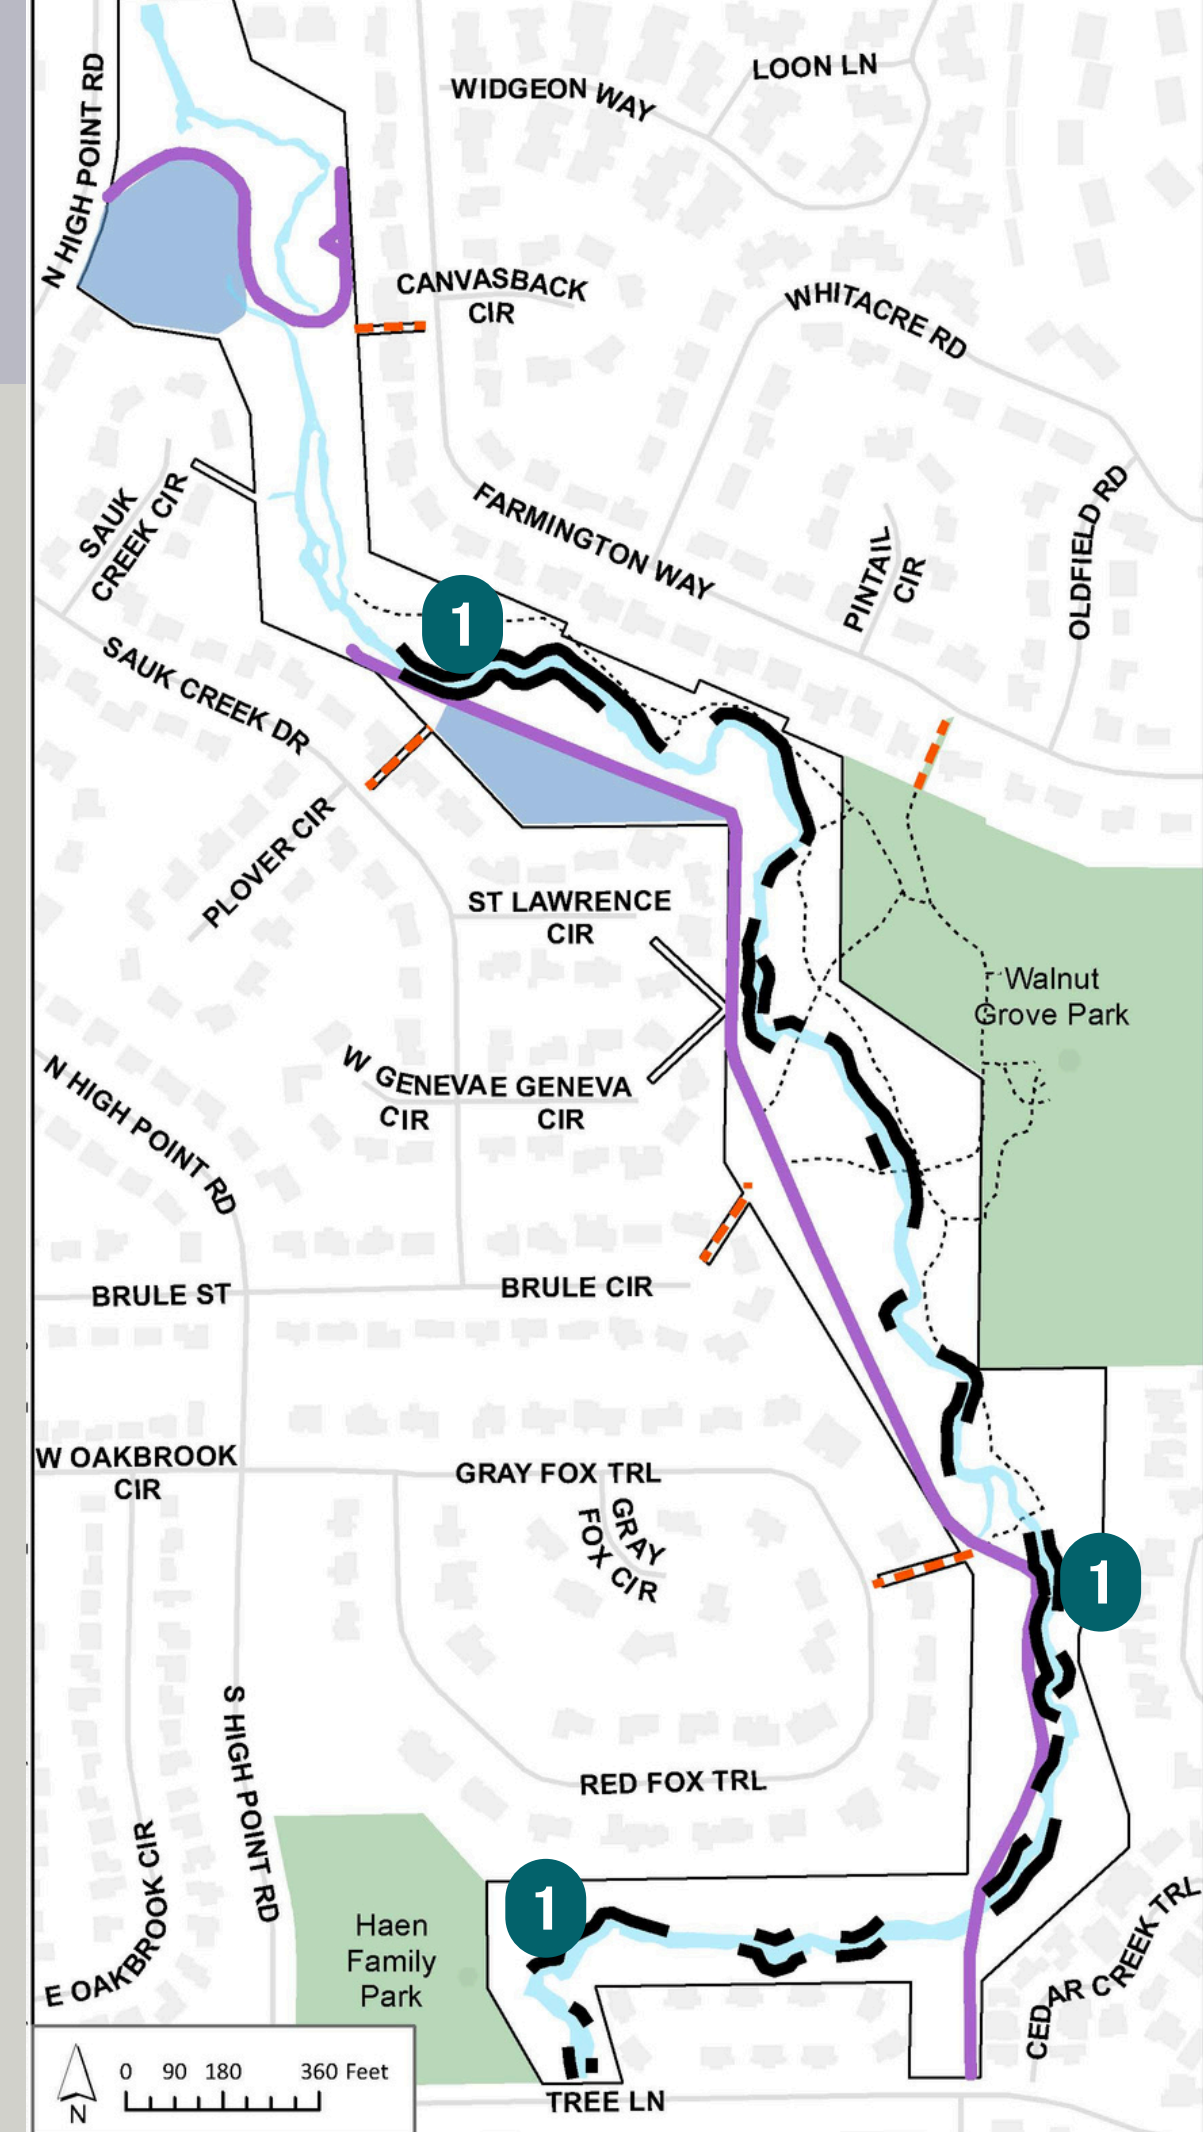 LOON LN
WIDGEON WAY
N HIGH POINT RD
CANVASBACK
CIR
WHITACRE RD
SAUK
CREEK CIR
FARMINGTON WAY
PINTAIL
CIR
OLDFIELD RD
1
SAUK CREEK DR
PLOVER CIR
ST LAWRENCE
CIR
Walnut
Grove Park
W GENEVA
CIR
E GENEVA
CIR
N HIGH POINT RD
BRULE ST
BRULE CIR
W OAKBROOK
CIR
GRAY FOX TRL
GRAY
FOX CIR
1
S HIGH POINT RD
RED FOX TRL
E OAKBROOK CIR
1
Haen
Family
Park
CEDAR CREEK TRL
0 90 180 360 Feet
N
TREE LN